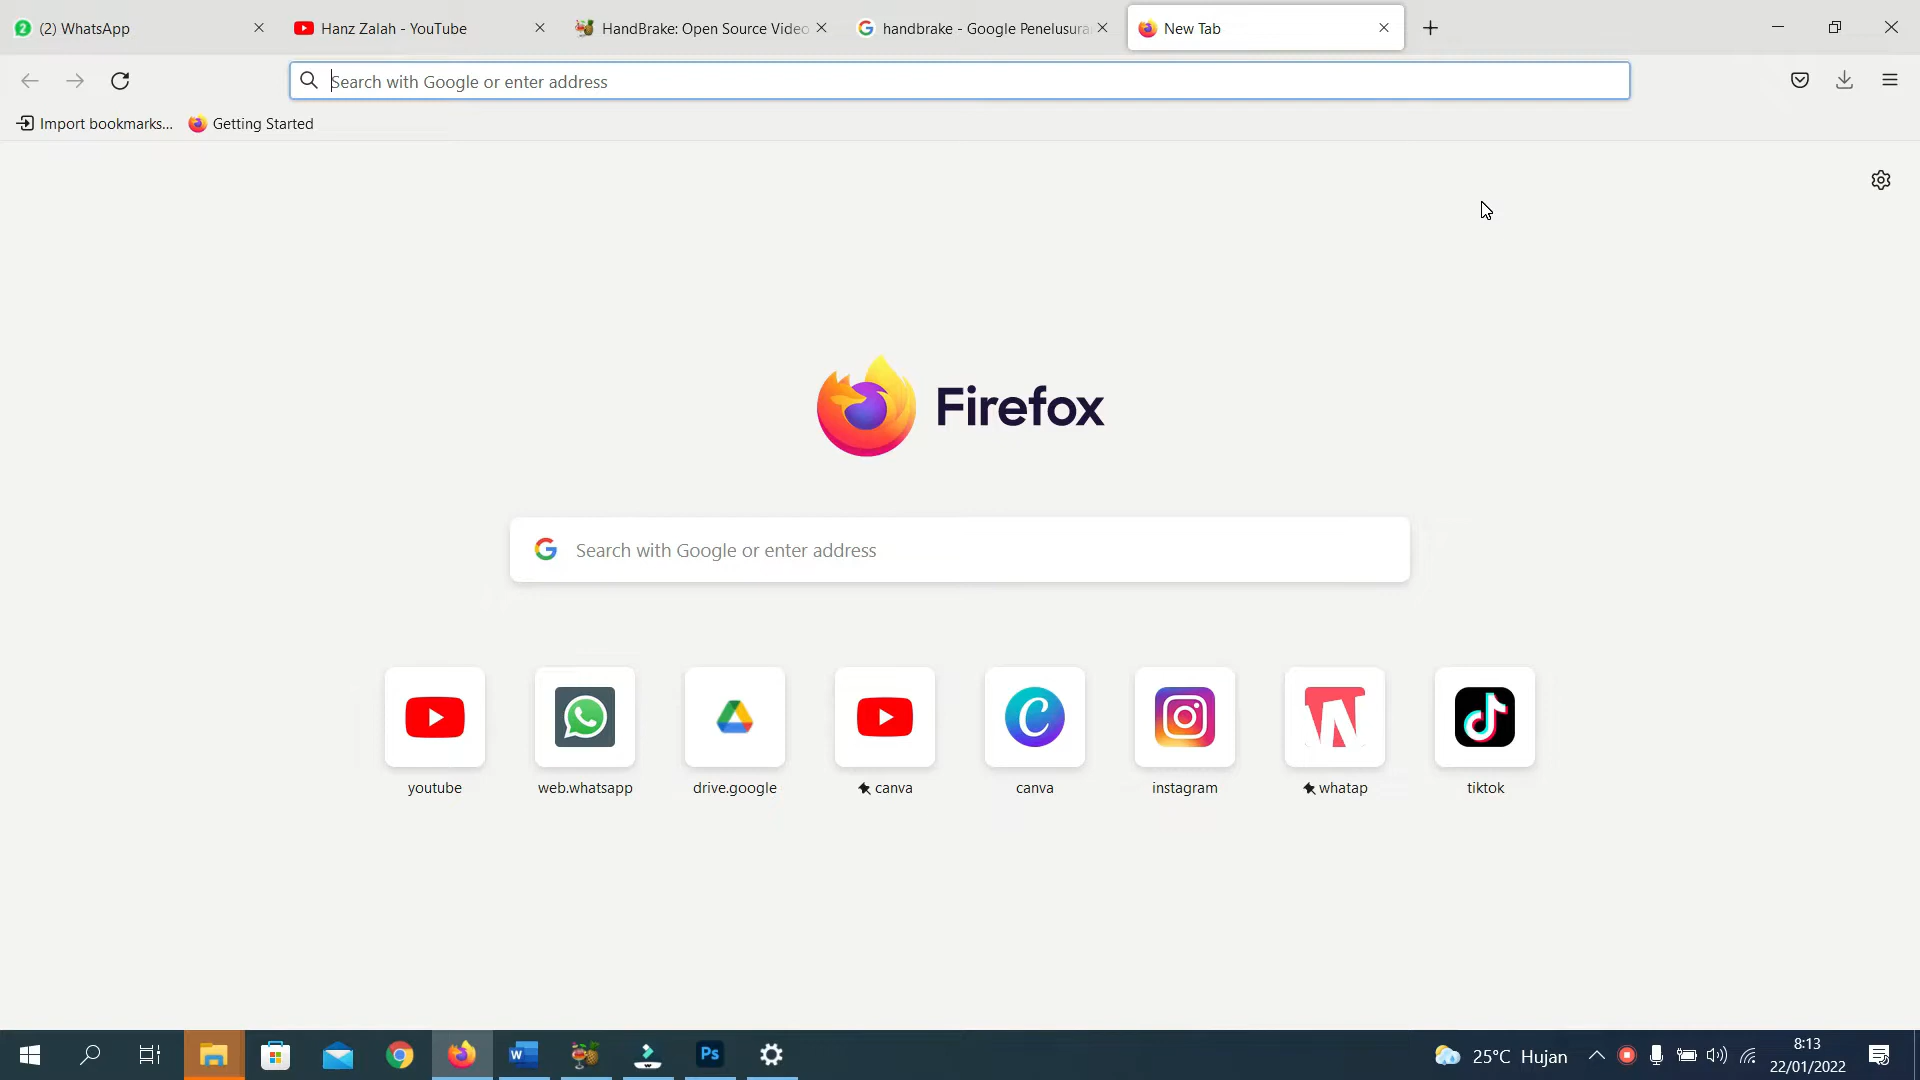 2 (2) WhatsApp
Hanz Zalah - YouTube
HandBrake: Open Source Video
handbrake - Google Penelusura
New Tab
Search with Google or enter address
Import bookmarks...
Getting Started
Firefox
Search with Google or enter address
youtube
web.whatsapp
drive.google
canva
canva
instagram
whatap
tiktok
W
Ps
25°C Hujan
8:13
22/01/2022